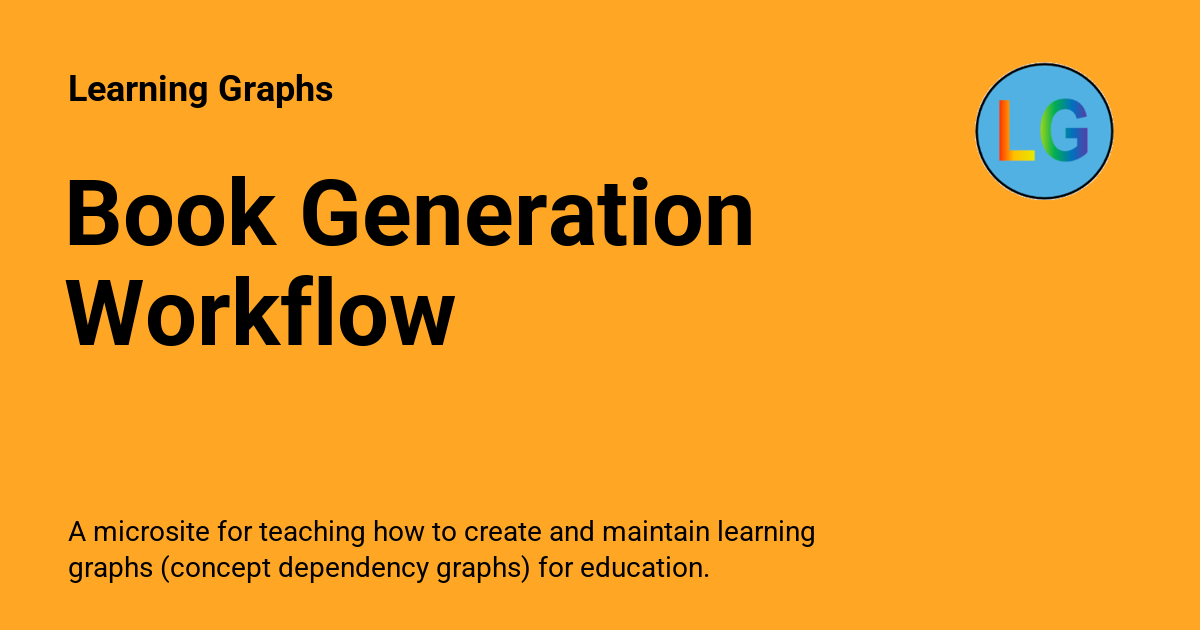 Learning Graphs
LG
Book Generation
Workflow
A microsite for teaching how to create and maintain learning
graphs (concept dependency graphs) for education.